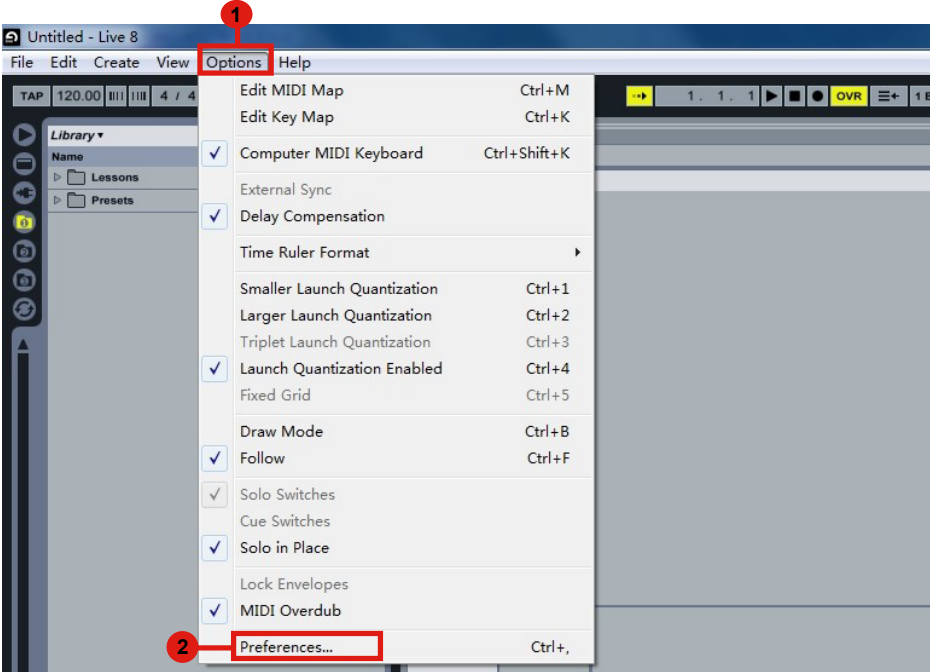 1
Untitled - Live 8
File Edit Create View Options Help
TAP 120.00 4 / 4 1. 1. 1 OVR
Library
Name
Lessons
Presets
Edit MIDI Map Ctrl+M
Edit Key Map Ctrl+K
Computer MIDI Keyboard Ctrl+Shift+K
External Sync
Delay Compensation
Time Ruler Format
Smaller Launch Quantization Ctrl+1
Larger Launch Quantization Ctrl+2
Triplet Launch Quantization Ctrl+3
Launch Quantization Enabled Ctrl+4
Fixed Grid Ctrl+5
Draw Mode Ctrl+B
Follow Ctrl+F
Solo Switches
Cue Switches
Solo in Place
Lock Envelopes
MIDI Overdub
2 Preferences... Ctrl+,